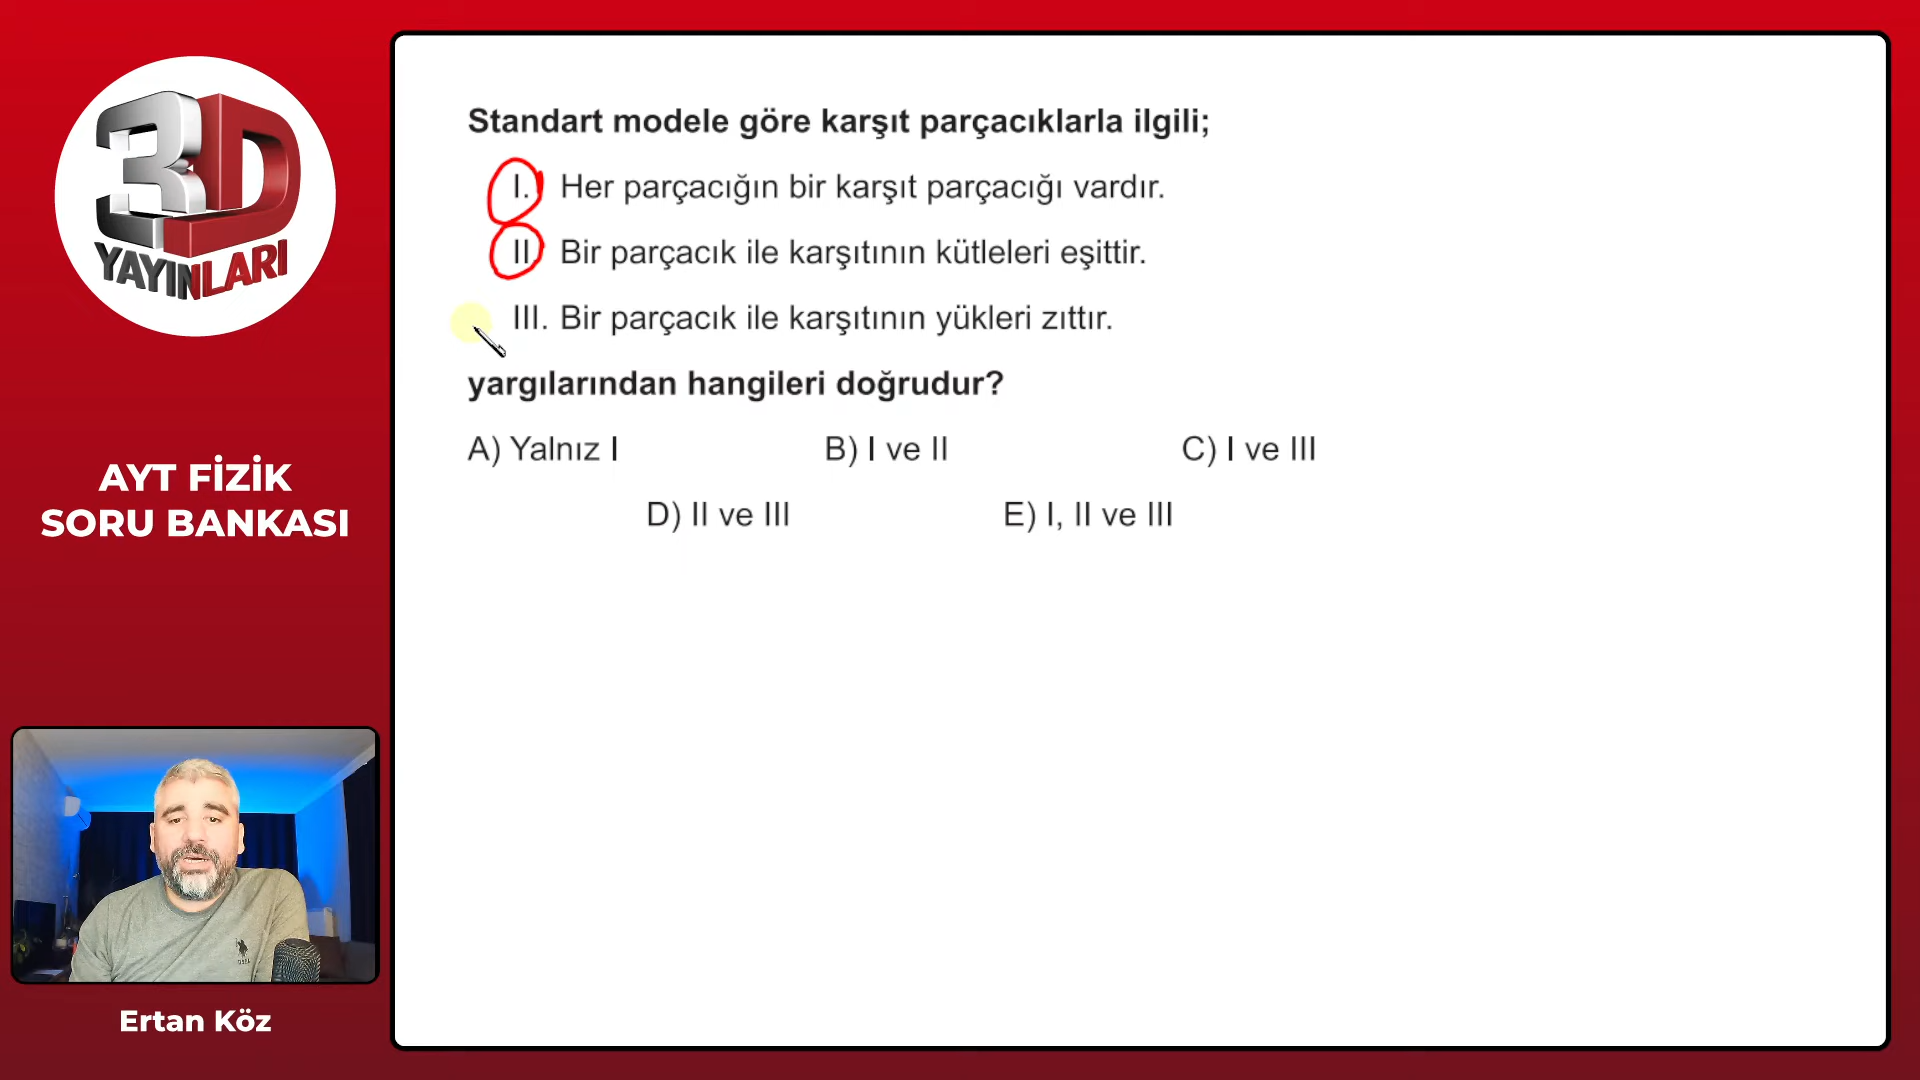 3D
YAYINLARI
AYT FİZİK
SORU BANKASI
Ertan Köz
Standart modele göre karşıt parçacıklarla ilgili;
I. Her parçacığın bir karşıt parçacığı vardır.
II. Bir parçacık ile karşıtının kütleleri eşittir.
III. Bir parçacık ile karşıtının yükleri zıttır.
yargılarından hangileri doğrudur?
A) Yalnız I B) I ve II C) I ve III
D) II ve III E) I, II ve III